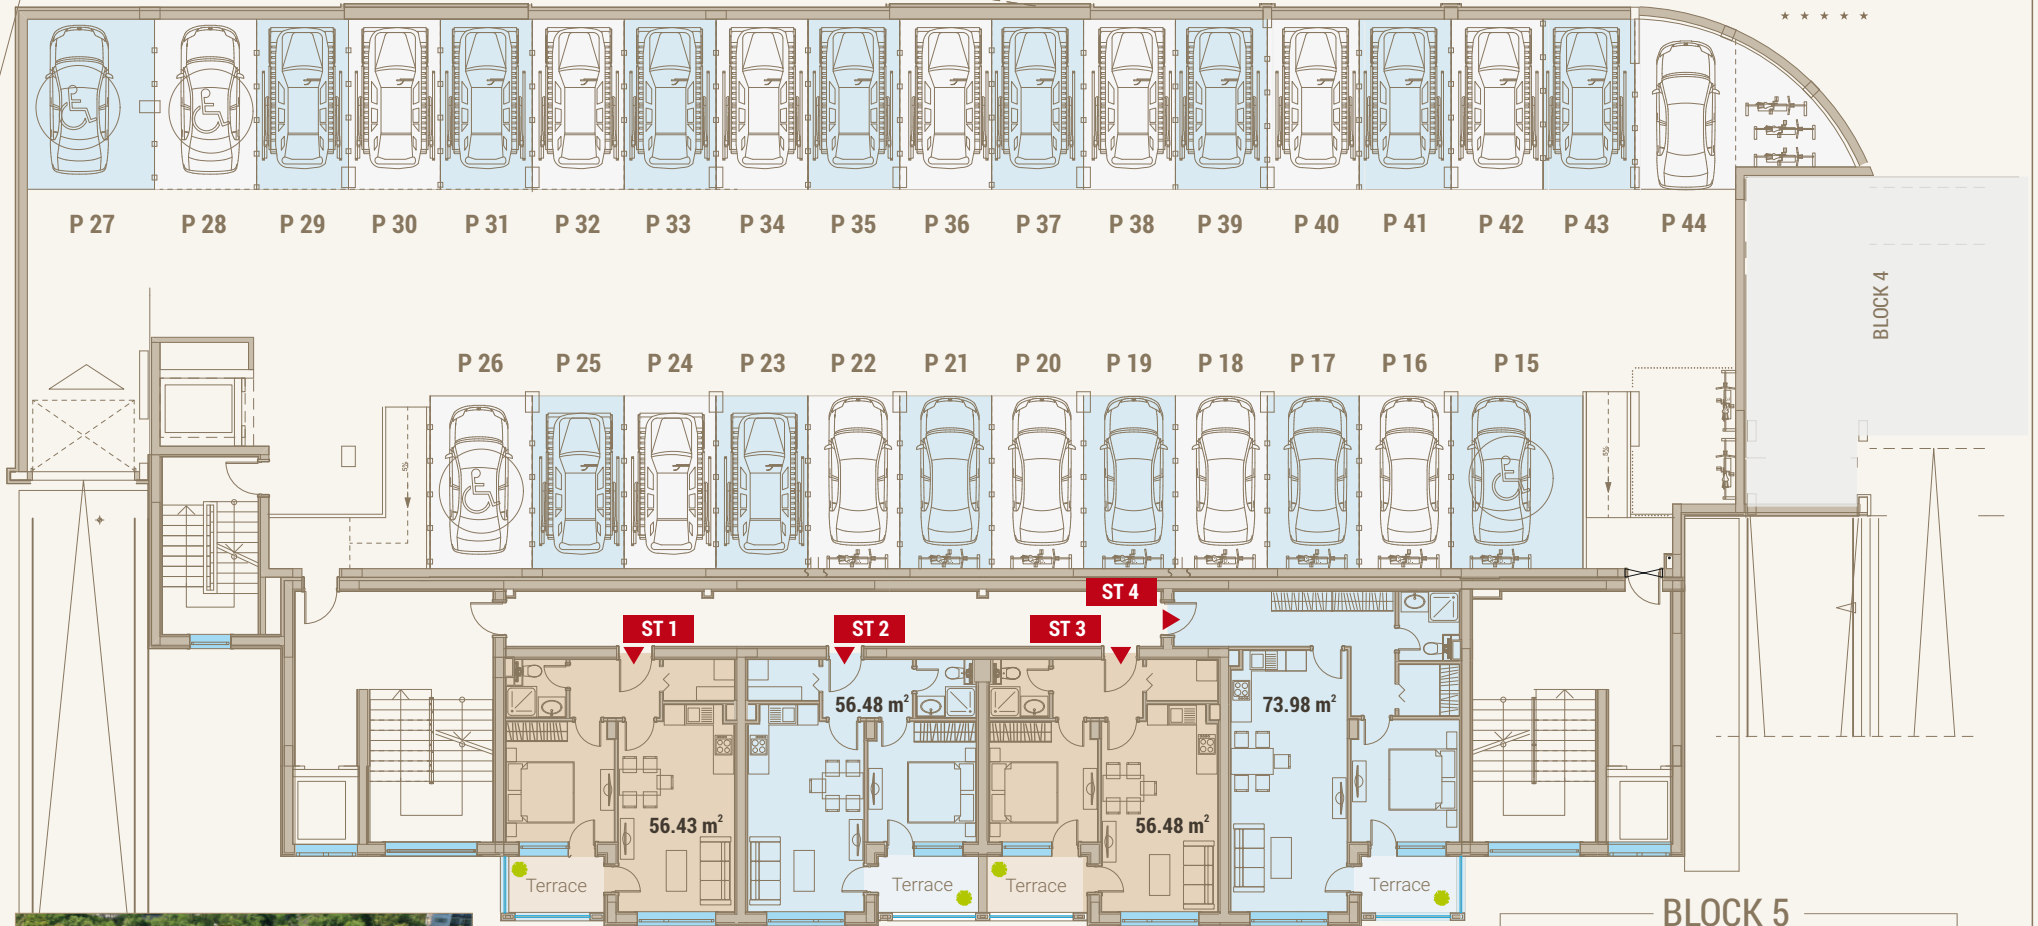 ★ ★ ★ ★ ★
P 27 P 28 P 29 P 30 P 31 P 32 P 33 P 34 P 35 P 36 P 37 P 38 P 39 P 40 P 41 P 42 P 43 P 44
BLOCK 4
P 26 P 25 P 24 P 23 P 22 P 21 P 20 P 19 P 18 P 17 P 16 P 15
ST 4
ST 1 ST 2 ST 3
56.48 m² 73.98 m²
56.43 m² 56.48 m²
Terrace Terrace Terrace Terrace
BLOCK 5